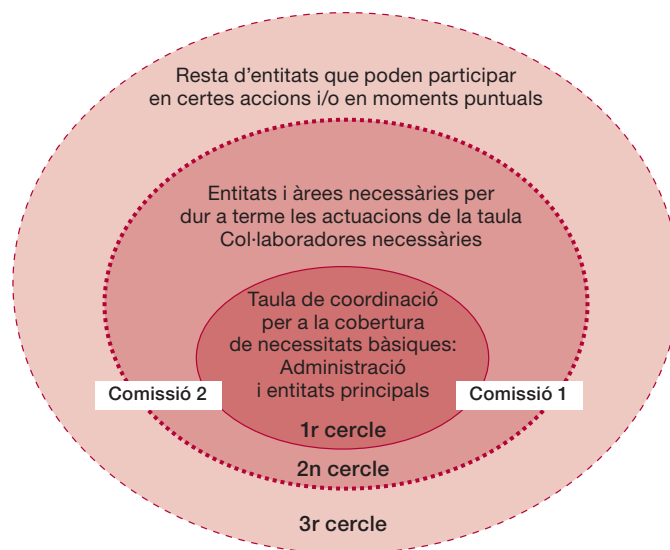 Resta d'entitats que poden participar
en certes accions i/o en moments puntuals
Entitats i àrees necessàries per
dur a terme les actuacions de la taula
Col·laboradores necessàries
Taula de coordinació
per a la cobertura
de necessitats bàsiques:
Administració
i entitats principals
Comissió 2
Comissió 1
1r cercle
2n cercle
3r cercle